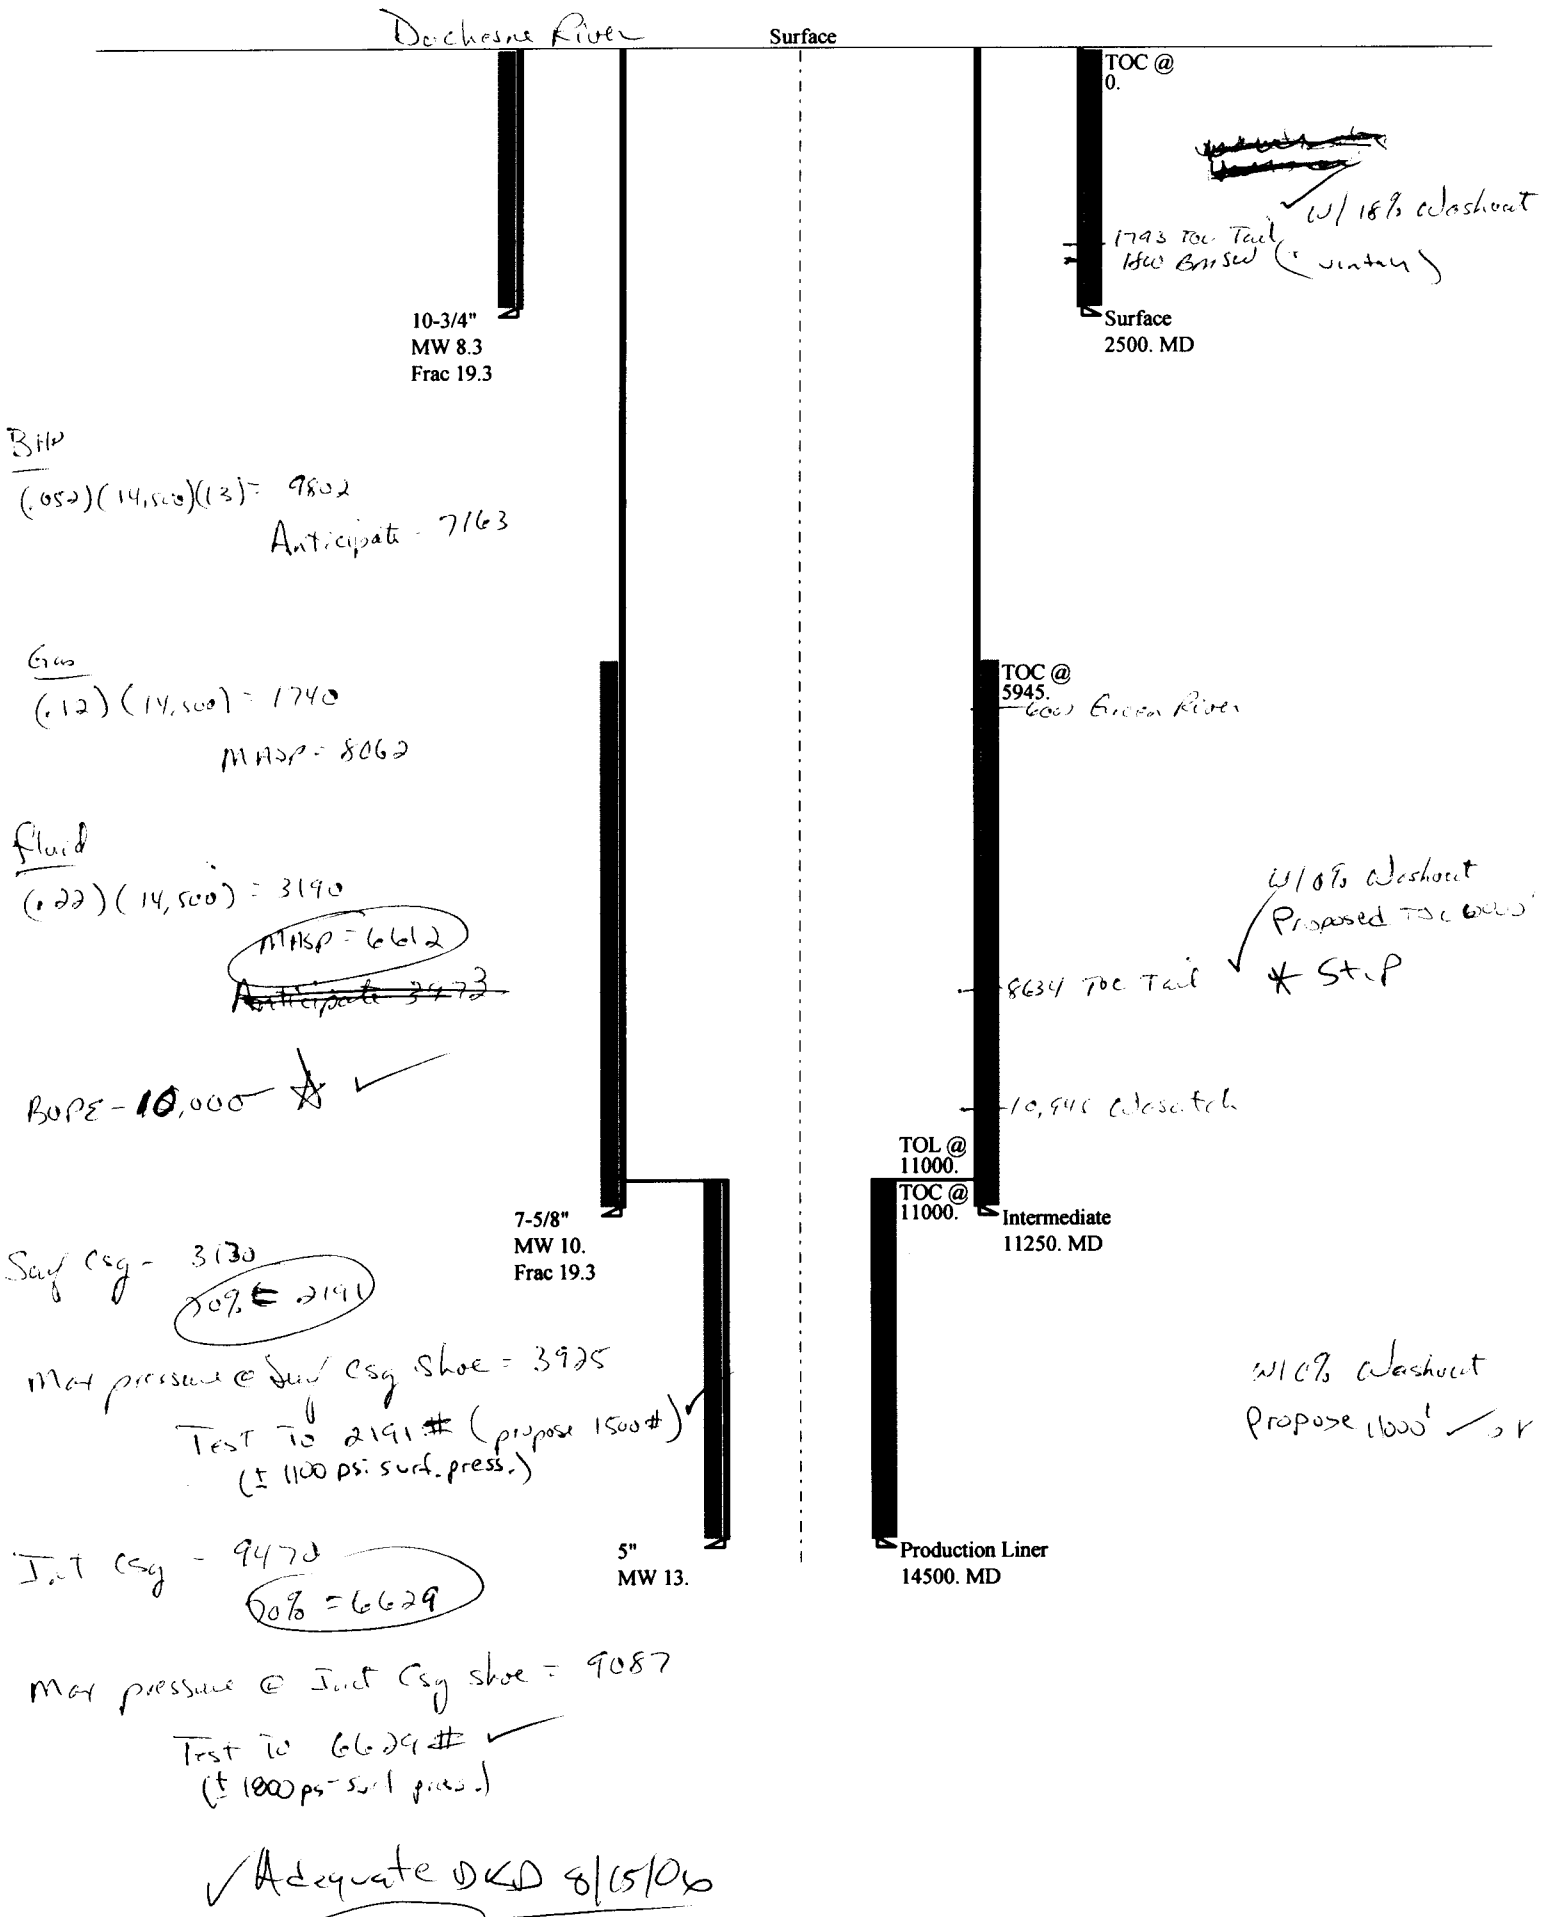 Duchesne River
Surface
TOC @
0.
w/ 18% Washout
1793 TOC Tail
BMSW
10-3/4"
MW 8.3
Frac 19.3
Surface
2500. MD
BHP
(.052)(14,500)(13)= 9802
Anticipate - 7163
Gas
(.12)(14,500) = 1740
MASP = 8062
TOC @
5945.
Green River
fluid
(.22)(14,500) = 3190
MASP = 6612
Anticipate 3973
w/0% Washout
Proposed TOC 6000'
8634 TOC Tail
* Stip
BOPE - 10,000 ☆ ✓
Wasatch
TOL @
11000.
TOC @
11000.
7-5/8"
MW 10.
Frac 19.3
Intermediate
11250. MD
Surf Csg - 3130
70% = 2191
Max pressure @ Surf Csg Shoe = 3925
Test to 2191 # (propose 1500#) ✓
(± 1100 psi surf. press.)
w/0% Washout
Propose 11000' ✓
5"
MW 13.
Production Liner
14500. MD
Int Csg - 9470
70% = 6629
Max pressure @ Int Csg shoe = 9087
Test to 6629 # ✓
(± 1800 psi surf press.)
✓ Adequate DKD 8/15/06